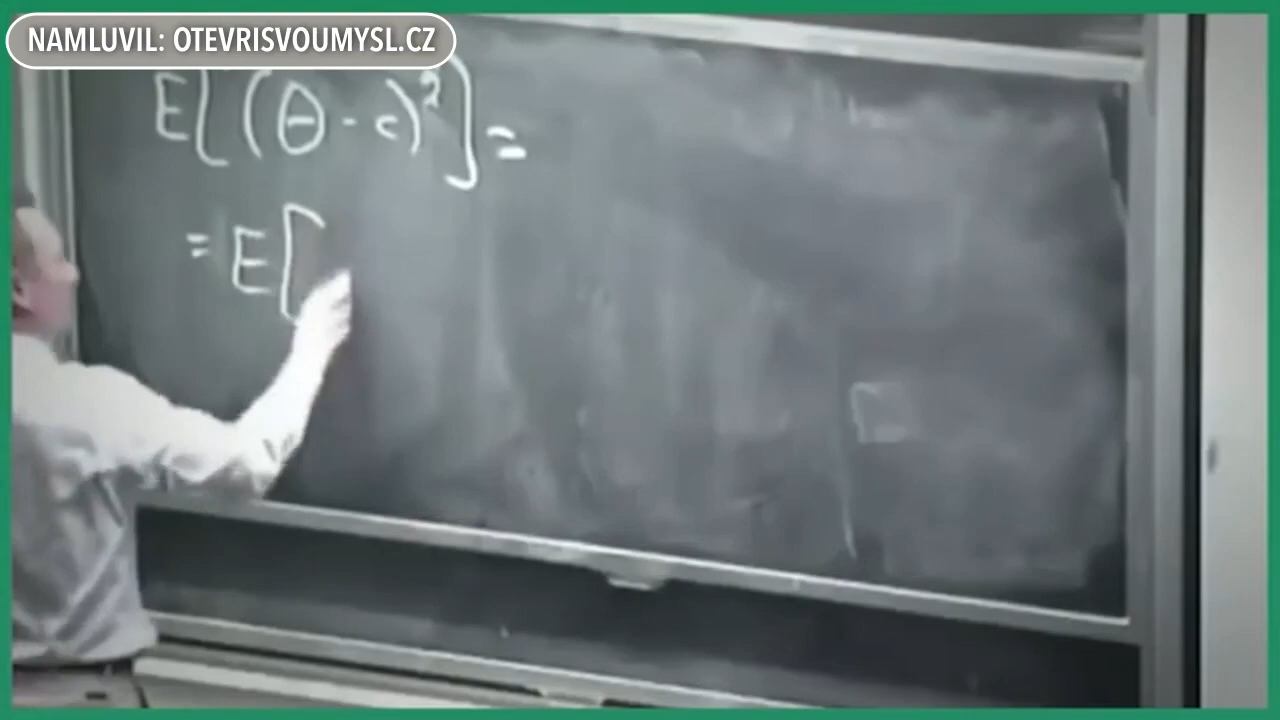 NAMLUVIL: OTEVRISVOUMYSL.CZ
E[(Θ - c)²] =
= E[